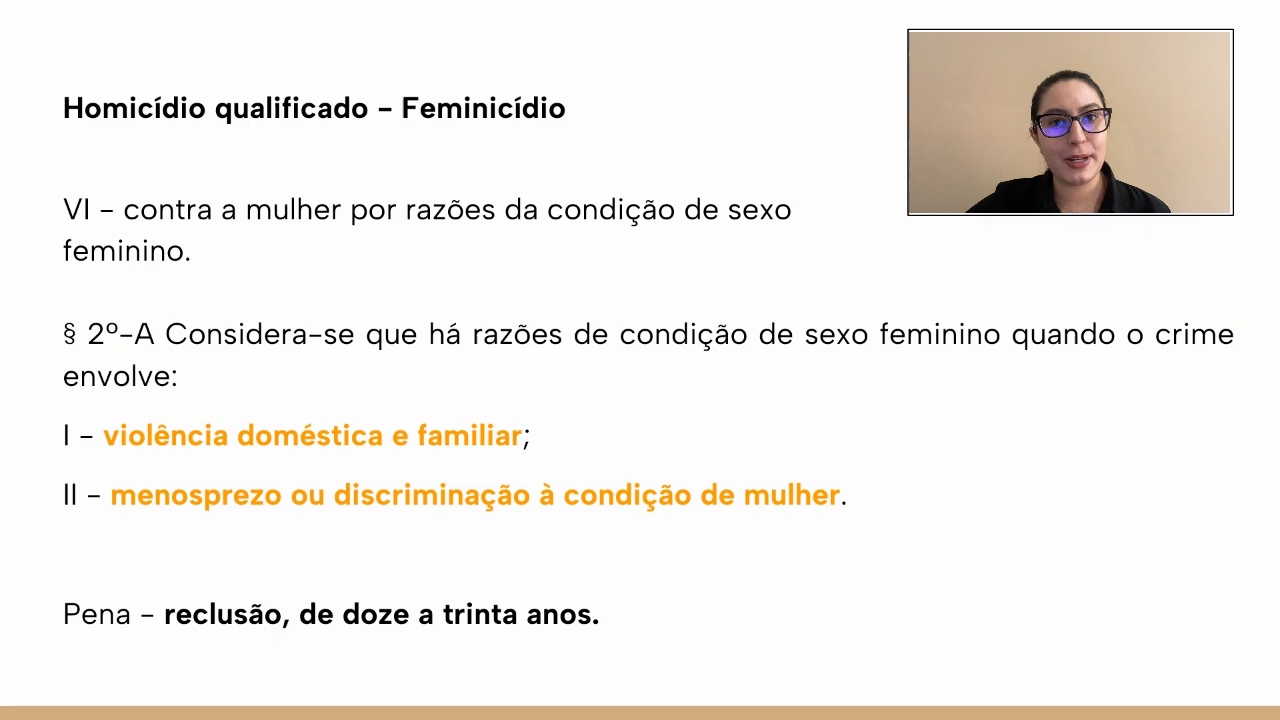 Homicídio qualificado – Feminicídio
VI – contra a mulher por razões da condição de sexo
feminino.
§ 2º-A Considera-se que há razões de condição de sexo feminino quando o crime
envolve:
I – violência doméstica e familiar;
II – menosprezo ou discriminação à condição de mulher.
Pena – reclusão, de doze a trinta anos.